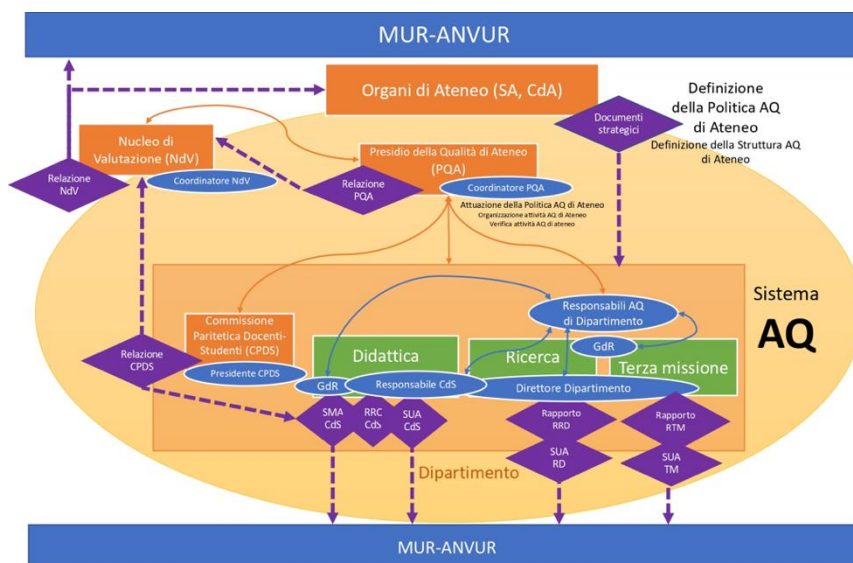 MUR-ANVUR
Organi di Ateneo (SA, CdA)
Documenti
strategici
Definizione
della Politica AQ
di Ateneo
Definizione della Struttura AQ
di Ateneo
Nucleo di
Valutazione (NdV)
Coordinatore NdV
Relazione
NdV
Presidio della Qualità di Ateneo
(PQA)
Relazione
PQA
Coordinatore PQA
Attuazione della Politica AQ di Ateneo
Organizzazione attività AQ di Ateneo
Verifica attività AQ di ateneo
Sistema
AQ
Responsabili AQ
di Dipartimento
Commissione
Paritetica Docenti-
Studenti (CPDS)
Presidente CPDS
Relazione
CPDS
Didattica
Ricerca
GdR
Terza missione
GdR
Responsabile CdS
Direttore Dipartimento
SMA
CdS
RRC
CdS
SUA
CdS
Rapporto
RRD
Rapporto
RTM
SUA
RD
SUA
TM
Dipartimento
MUR-ANVUR